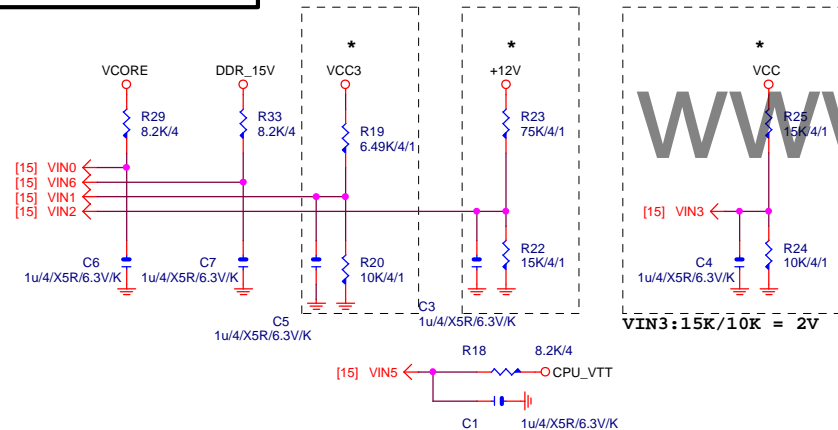 * * *
VCORE DDR_15V VCC3 +12V VCC
R29 8.2K/4
R33 8.2K/4
R19 6.49K/4/1
R23 75K/4/1
R25 15K/4/1
[15] VIN0
[15] VIN6
[15] VIN1
[15] VIN2
[15] VIN3
C6 1u/4/X5R/6.3V/K
C7 1u/4/X5R/6.3V/K
R20 10K/4/1
R22 15K/4/1
C4 1u/4/X5R/6.3V/K
R24 10K/4/1
C5 1u/4/X5R/6.3V/K
C3 1u/4/X5R/6.3V/K
VIN3:15K/10K = 2V
R18 8.2K/4
[15] VIN5 CPU_VTT
C1 1u/4/X5R/6.3V/K